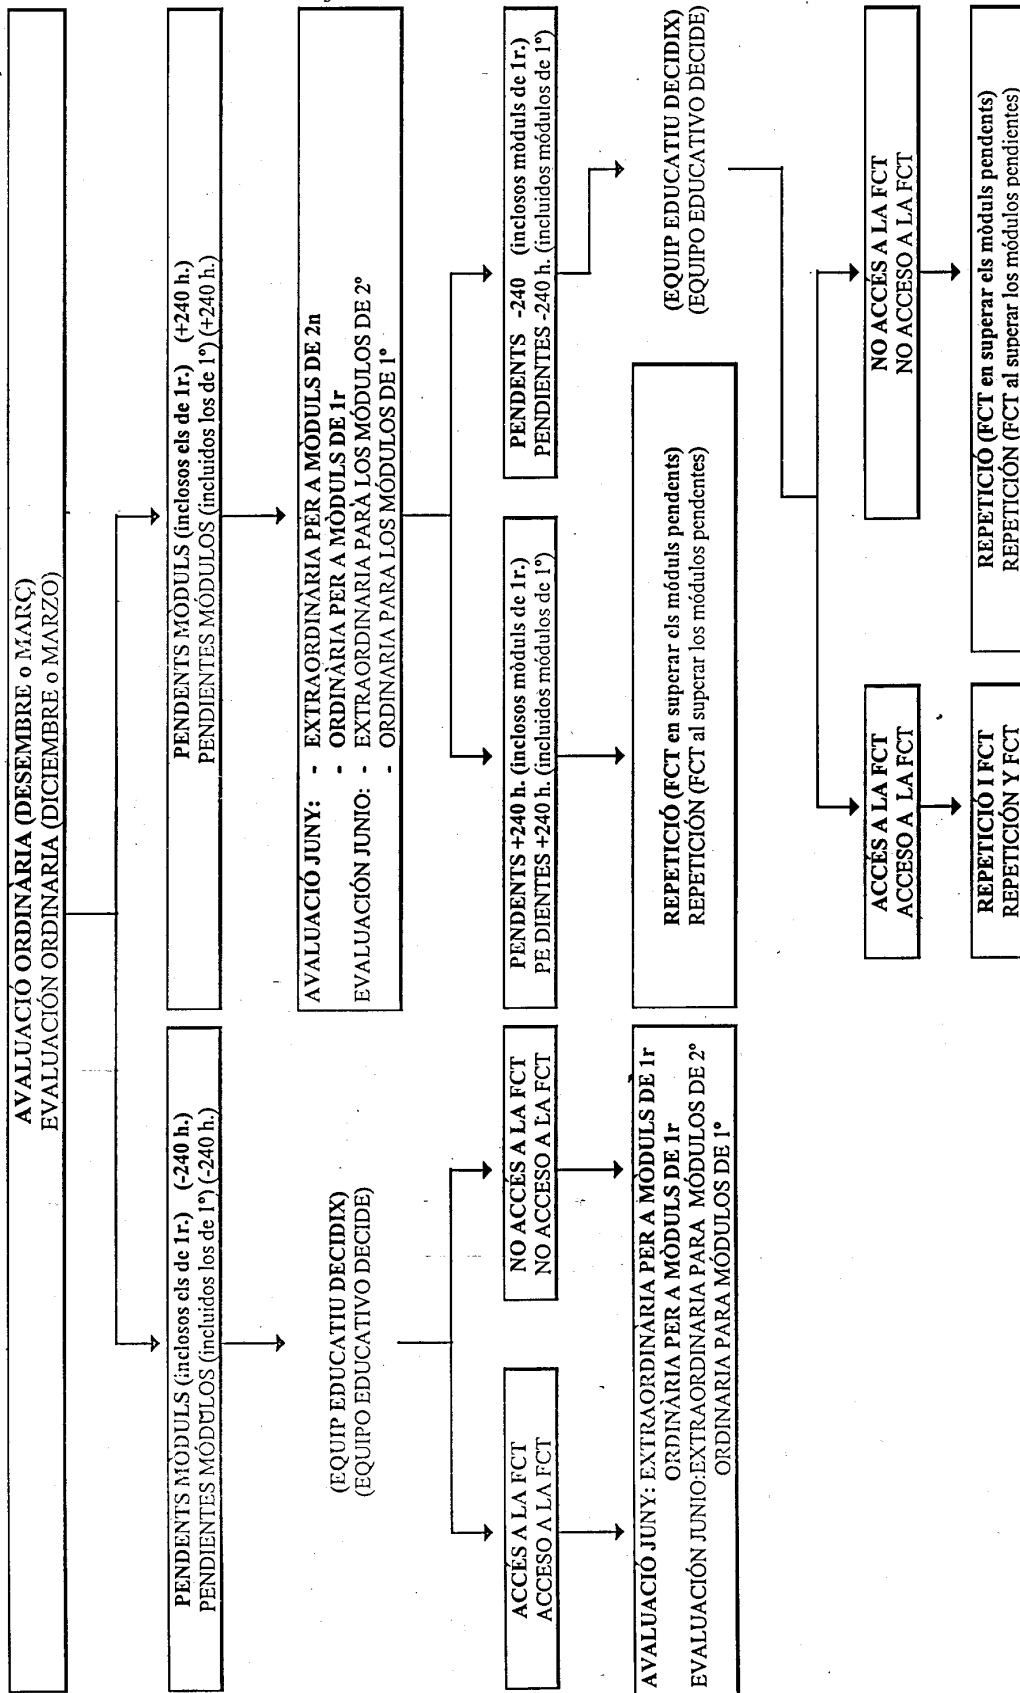 AVALUACIÓ ORDINÀRIA (DESEMBRE o MARÇ)
EVALUACIÓN ORDINARIA (DICIEMBRE o MARZO)
PENDENTS MÒDULS (inclosos els de 1r.) (-240 h.)
PENDIENTES MÓDULOS (incluidos los de 1º) (-240 h.)
PENDENTS MÒDULS (inclosos els de 1r.) (+240 h.)
PENDIENTES MÓDULOS (incluidos los de 1º) (+240 h.)
(EQUIP EDUCATIU DECIDIX)
(EQUIPO EDUCATIVO DECIDE)
AVALUACIÓ JUNY: - EXTRAORDINÀRIA PER A MÒDULS DE 2n
- ORDINÀRIA PER A MÒDULS DE 1r
EVALUACIÓN JUNIO: - EXTRAORDINARIA PARA LOS MÓDULOS DE 2º
- ORDINARIA PARA LOS MÓDULOS DE 1º
ACCÉS A LA FCT
ACCESO A LA FCT
NO ACCÉS A LA FCT
NO ACCESO A LA FCT
PENDENTS +240 h. (inclosos mòduls de 1r.)
PE DIENTES +240 h. (incluidos módulos de 1º)
PENDENTS -240 (inclosos mòduls de 1r.)
PENDIENTES -240 h. (incluidos módulos de 1º)
AVALUACIÓ JUNY: EXTRAORDINÀRIA PER A MÒDULS DE 1r
ORDINÀRIA PER A MÒDULS DE 1r
EVALUACIÓN JUNIO: EXTRAORDINARIA PARA MÓDULOS DE 2º
ORDINARIA PARA MÓDULOS DE 1º
REPETICIÓ (FCT en superar els móduls pendents)
REPETICIÓN (FCT al superar los módulos pendentes)
(EQUIP EDUCATIU DECIDIX)
(EQUIPO EDUCATIVO DECIDE)
ACCÉS A LA FCT
ACCESO A LA FCT
NO ACCÉS A LA FCT
NO ACCESO A LA FCT
REPETICIÓ I FCT
REPETICIÓN Y FCT
REPETICIÓ (FCT en superar els mòduls pendents)
REPETICIÓN (FCT al superar los módulos pendientes)